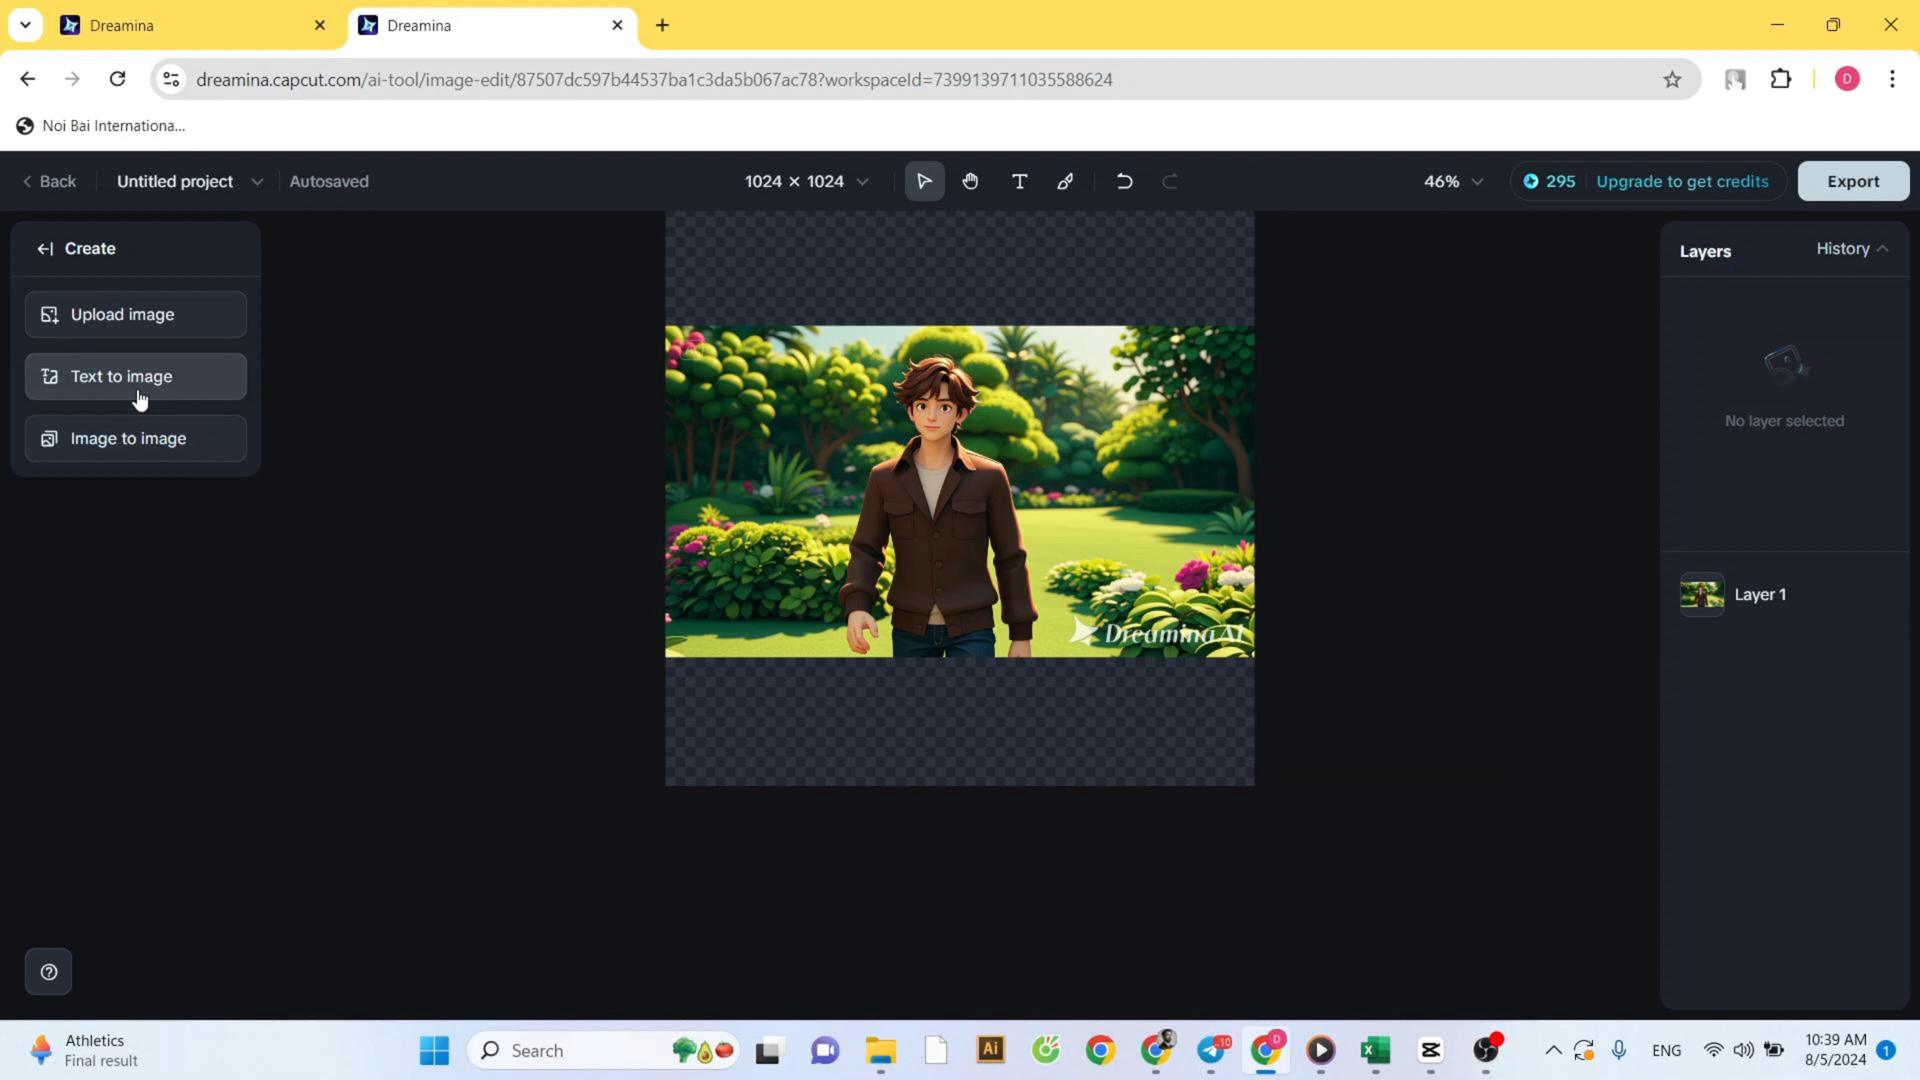 Dreamina
Dreamina
dreamina.capcut.com/ai-tool/image-edit/87507dc597b44537ba1c3da5b067ac78?workspaceId=7399139711035588624
D
Noi Bai Internationa...
Back
Untitled project
Autosaved
1024 × 1024
T
46%
295
Upgrade to get credits
Export
Create
Upload image
Text to image
Image to image
Layers
History
No layer selected
Layer 1
Dreamina AI
Athletics
Final result
Search
Ai
10
D
ENG
10:39 AM
8/5/2024
1